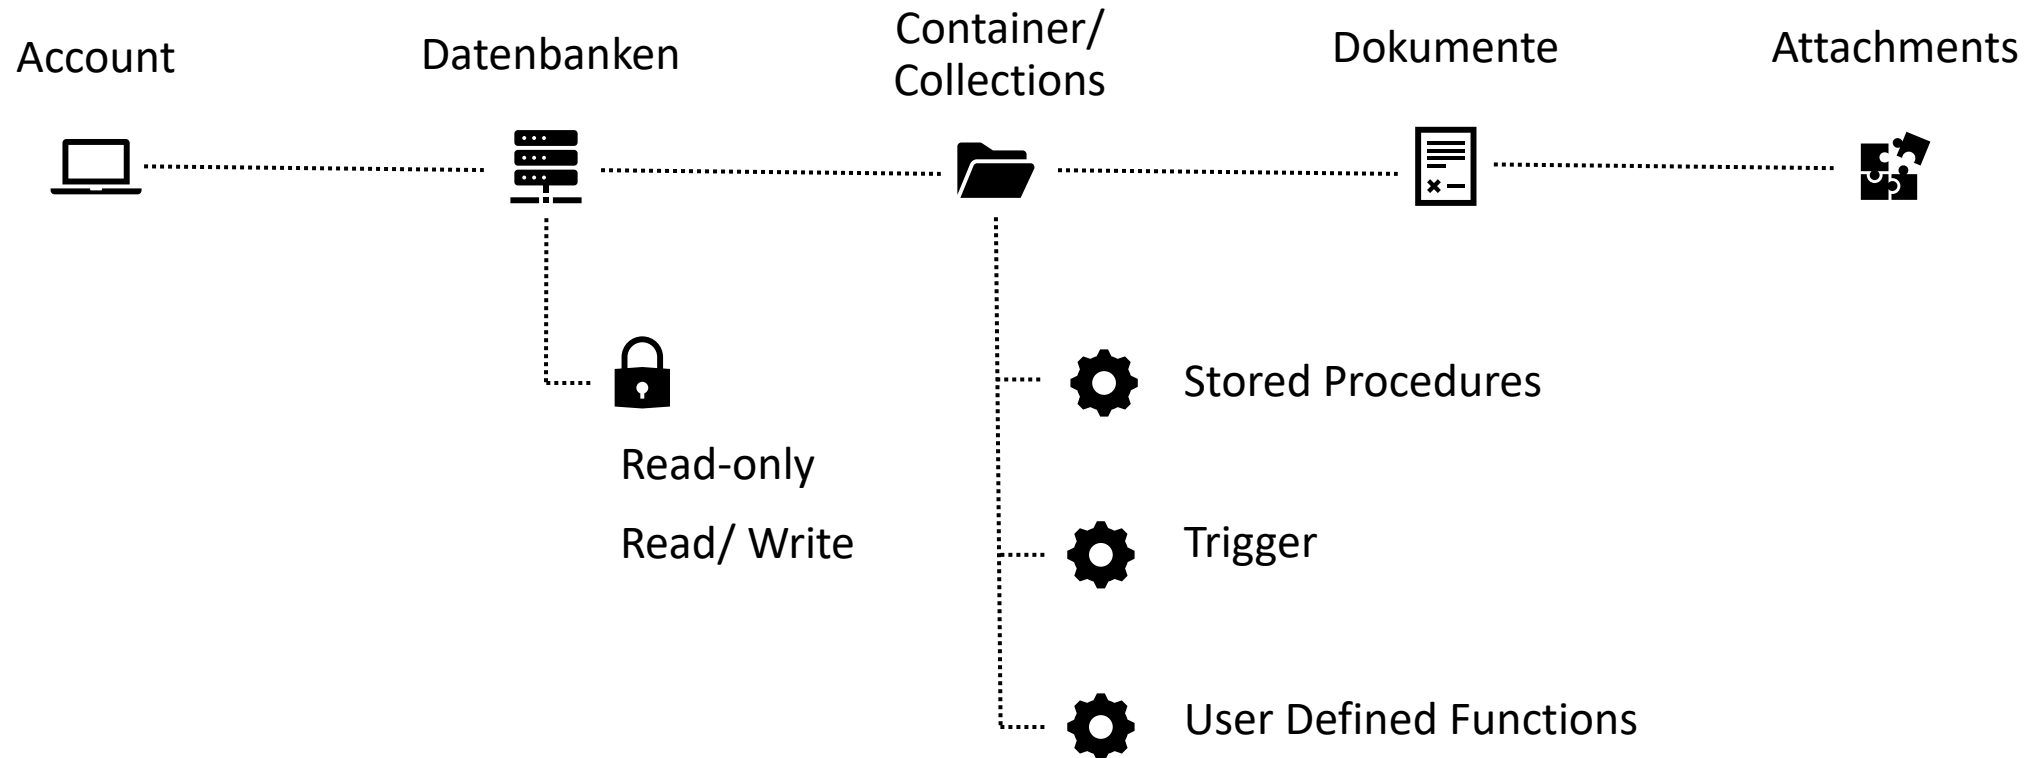 Account
Datenbanken
Container/
Collections
Dokumente
Attachments
Read-only
Read/ Write
Stored Procedures
Trigger
User Defined Functions